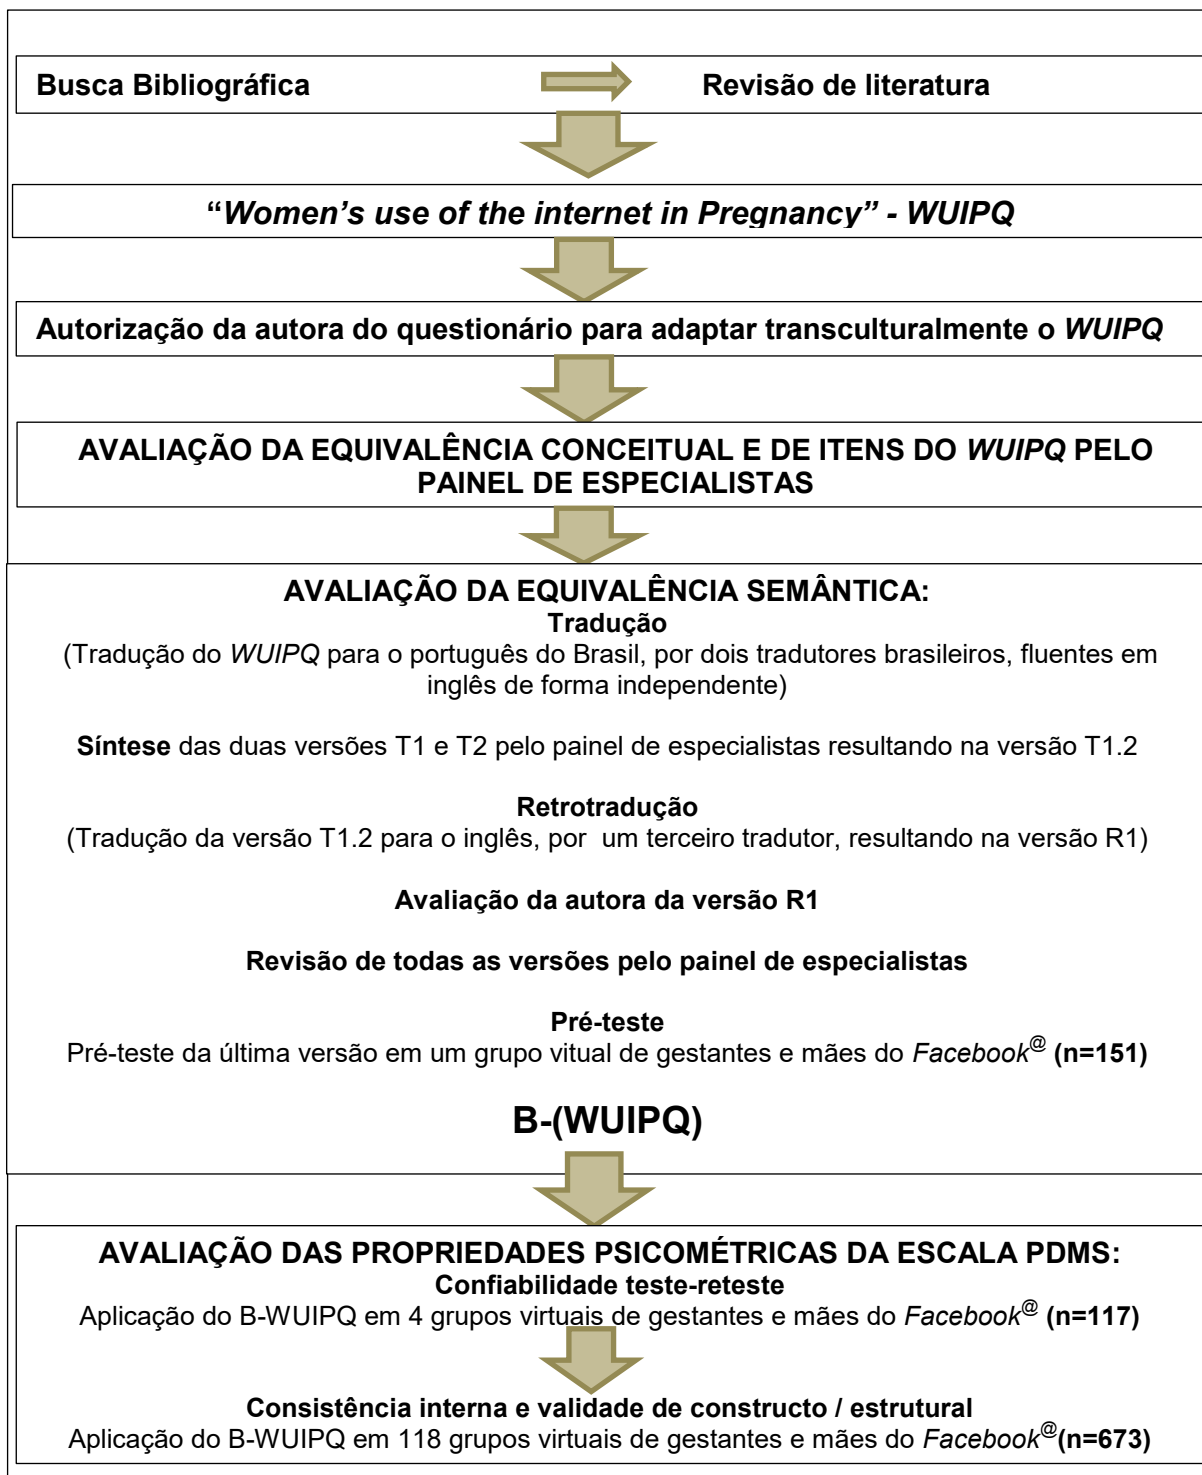 Busca Bibliográfica Revisão de literatura
“Women’s use of the internet in Pregnancy” - WUIPQ
Autorização da autora do questionário para adaptar transculturalmente o WUIPQ
AVALIAÇÃO DA EQUIVALÊNCIA CONCEITUAL E DE ITENS DO WUIPQ PELO
PAINEL DE ESPECIALISTAS
AVALIAÇÃO DA EQUIVALÊNCIA SEMÂNTICA:
Tradução
(Tradução do WUIPQ para o português do Brasil, por dois tradutores brasileiros, fluentes em
inglês de forma independente)
Síntese das duas versões T1 e T2 pelo painel de especialistas resultando na versão T1.2
Retrotradução
(Tradução da versão T1.2 para o inglês, por um terceiro tradutor, resultando na versão R1)
Avaliação da autora da versão R1
Revisão de todas as versões pelo painel de especialistas
Pré-teste
Pré-teste da última versão em um grupo vitual de gestantes e mães do Facebook@ (n=151)
B-(WUIPQ)
AVALIAÇÃO DAS PROPRIEDADES PSICOMÉTRICAS DA ESCALA PDMS:
Confiabilidade teste-reteste
Aplicação do B-WUIPQ em 4 grupos virtuais de gestantes e mães do Facebook@ (n=117)
Consistência interna e validade de constructo / estrutural
Aplicação do B-WUIPQ em 118 grupos virtuais de gestantes e mães do Facebook@(n=673)